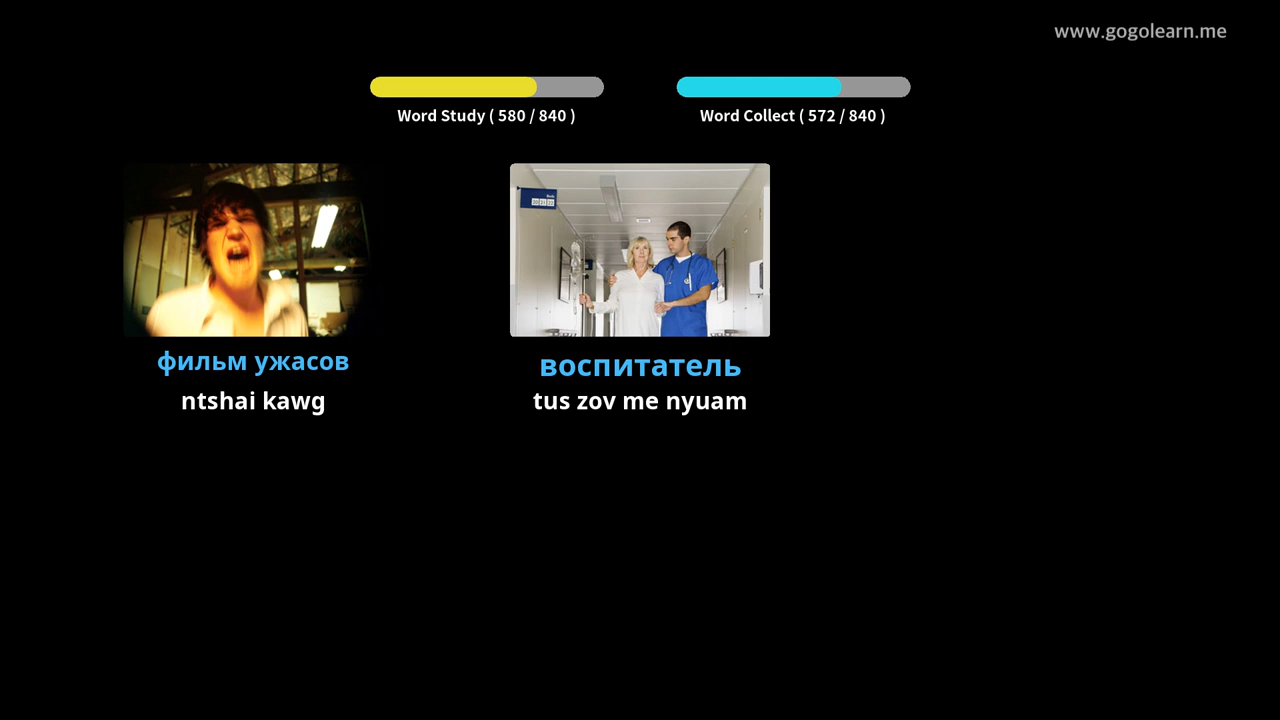 www.gogolearn.me
Word Study ( 580 / 840 )
Word Collect ( 572 / 840 )
фильм ужасов
ntshai kawg
воспитатель
tus zov me nyuam